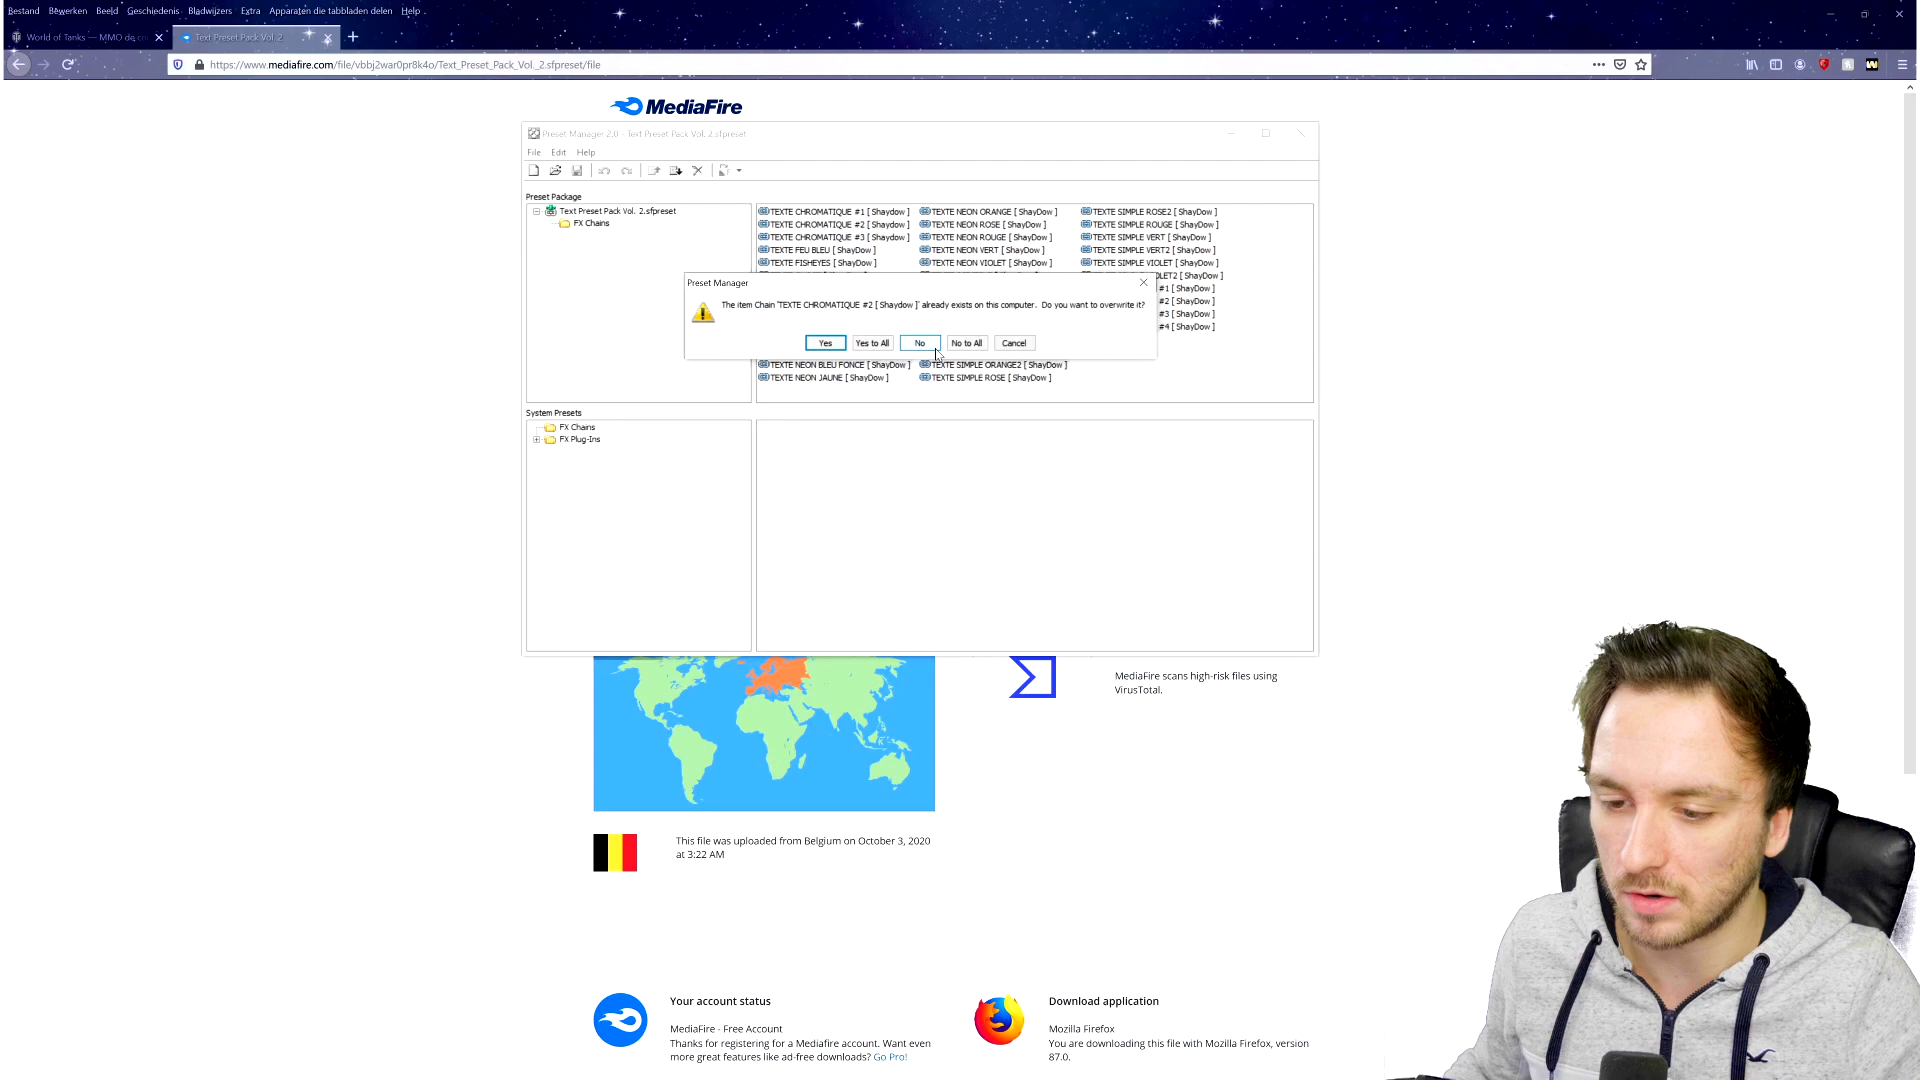 Bestand Bewerken Beeld Geschiedenis Bladwijzers Extra Apparaten die tabbladen delen Help
World of Tanks — MMO de
Text Preset Pack Vol. 2
https://www.mediafire.com/file/vbbj2war0pr8k4o/Text_Preset_Pack_Vol._2.sfpreset/file
MediaFire
Preset Manager 2.0 - Text Preset Pack Vol. 2.sfpreset
File Edit Help
Preset Package
Text Preset Pack Vol. 2.sfpreset
FX Chains
TEXTE CHROMATIQUE #1 [ Shaydow ] TEXTE NEON ORANGE [ ShayDow ] TEXTE SIMPLE ROSE2 [ ShayDow ]
TEXTE CHROMATIQUE #2 [ Shaydow ] TEXTE NEON ROSE [ ShayDow ] TEXTE SIMPLE ROUGE [ ShayDow ]
TEXTE CHROMATIQUE #3 [ Shaydow ] TEXTE NEON ROUGE [ ShayDow ] TEXTE SIMPLE VERT [ ShayDow ]
TEXTE FEU BLEU [ ShayDow ] TEXTE NEON VERT [ ShayDow ] TEXTE SIMPLE VERT2 [ ShayDow ]
TEXTE FISHEYES [ ShayDow ] TEXTE NEON VIOLET [ ShayDow ] TEXTE SIMPLE VIOLET [ ShayDow ]
OLET2 [ ShayDow ]
#1 [ ShayDow ]
#2 [ ShayDow ]
#3 [ ShayDow ]
#4 [ ShayDow ]
Preset Manager
The item Chain 'TEXTE CHROMATIQUE #2 [ Shaydow ]' already exists on this computer. Do you want to overwrite it?
Yes Yes to All No No to All Cancel
TEXTE NEON BLEU FONCE [ ShayDow ] TEXTE SIMPLE ORANGE2 [ ShayDow ]
TEXTE NEON JAUNE [ ShayDow ] TEXTE SIMPLE ROSE [ ShayDow ]
System Presets
FX Chains
FX Plug-Ins
MediaFire scans high-risk files using
VirusTotal.
This file was uploaded from Belgium on October 3, 2020
at 3:22 AM
Your account status
MediaFire - Free Account
Thanks for registering for a Mediafire account. Want even
more great features like ad-free downloads? Go Pro!
Download application
Mozilla Firefox
You are downloading this file with Mozilla Firefox, version
87.0.